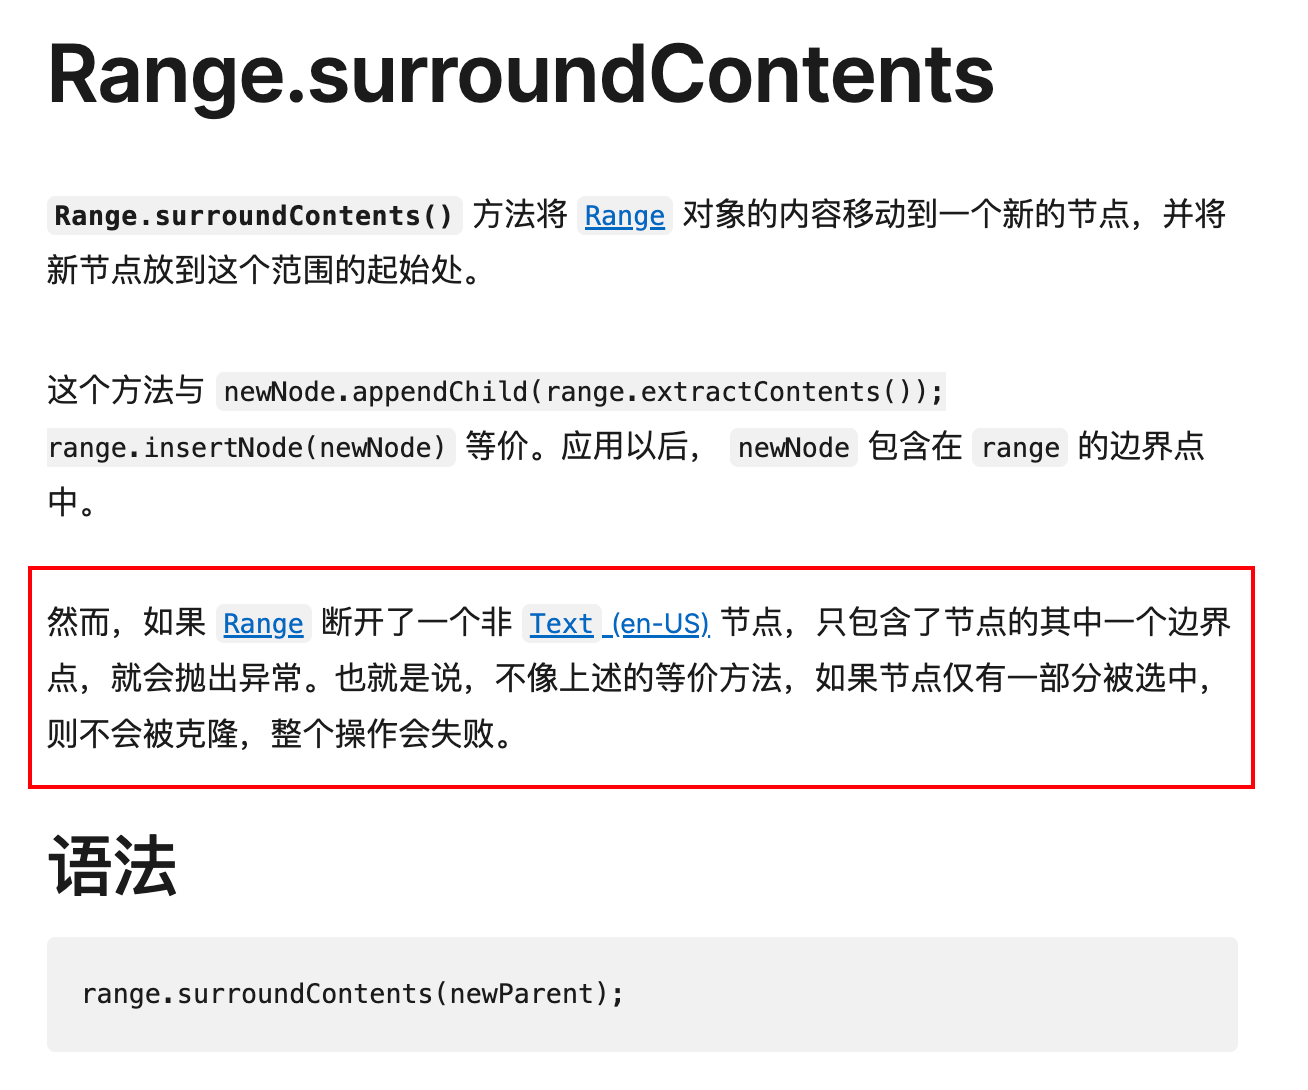 Range.surroundContents
Range.surroundContents() 方法将 Range 对象的内容移动到一个新的节点，并将
新节点放到这个范围的起始处。
这个方法与 newNode.appendChild(range.extractContents());
range.insertNode(newNode) 等价。应用以后， newNode 包含在 range 的边界点
中。
然而，如果 Range 断开了一个非 Text (en-US) 节点，只包含了节点的其中一个边界
点，就会抛出异常。也就是说，不像上述的等价方法，如果节点仅有一部分被选中，
则不会被克隆，整个操作会失败。
语法
range.surroundContents(newParent);